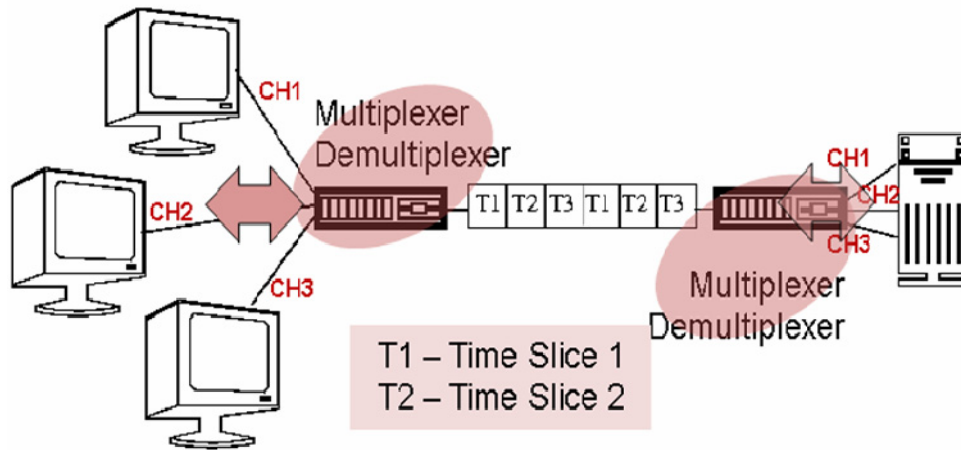 CH1
Multiplexer
Demultiplexer
CH2
CH3
T1 T2 T3 T1 T2 T3
CH1
CH2
CH3
Multiplexer
Demultiplexer
T1 – Time Slice 1
T2 – Time Slice 2